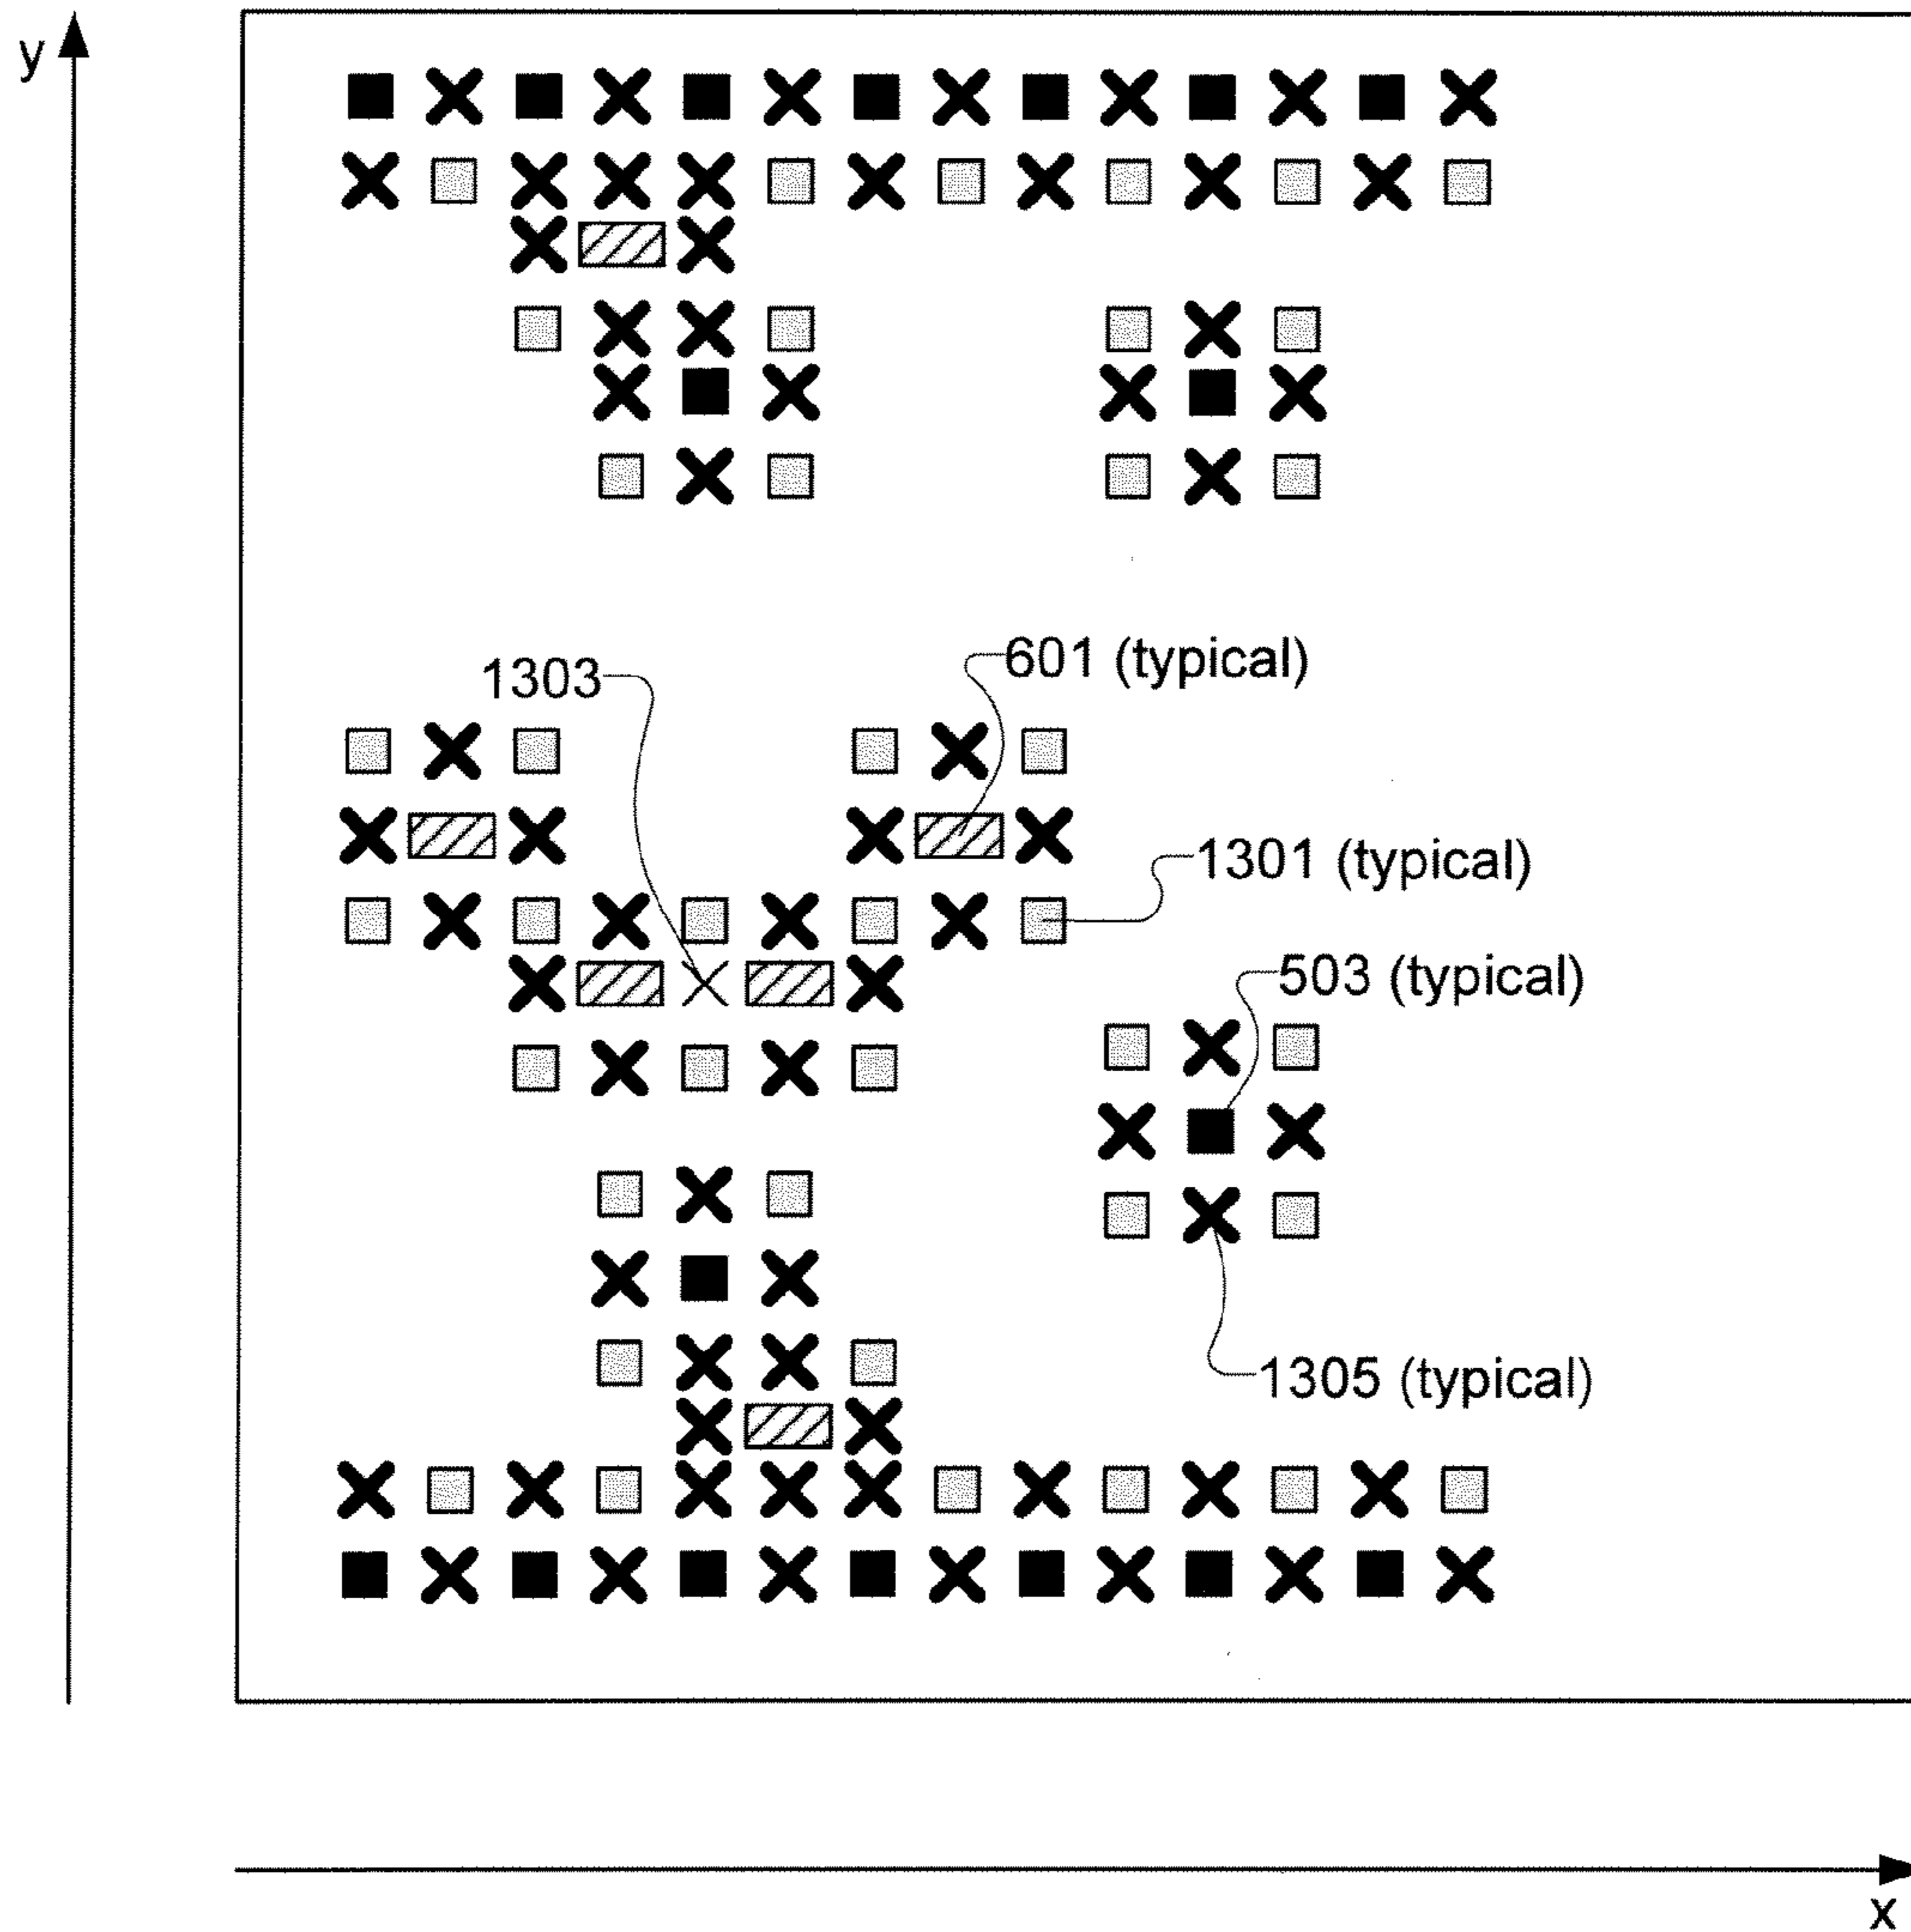 y
601 (typical)
1303
1301 (typical)
503 (typical)
1305 (typical)
x